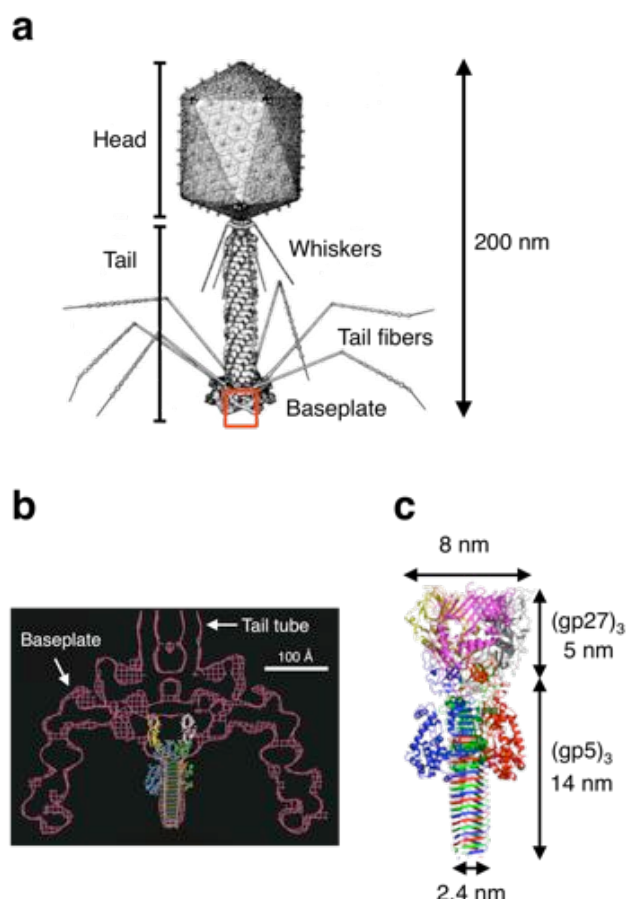 a
Head
Tail
Whiskers
200 nm
Tail fibers
Baseplate
b
Tail tube
Baseplate
100 Å
c
8 nm
(gp27)3
5 nm
(gp5)3
14 nm
2.4 nm